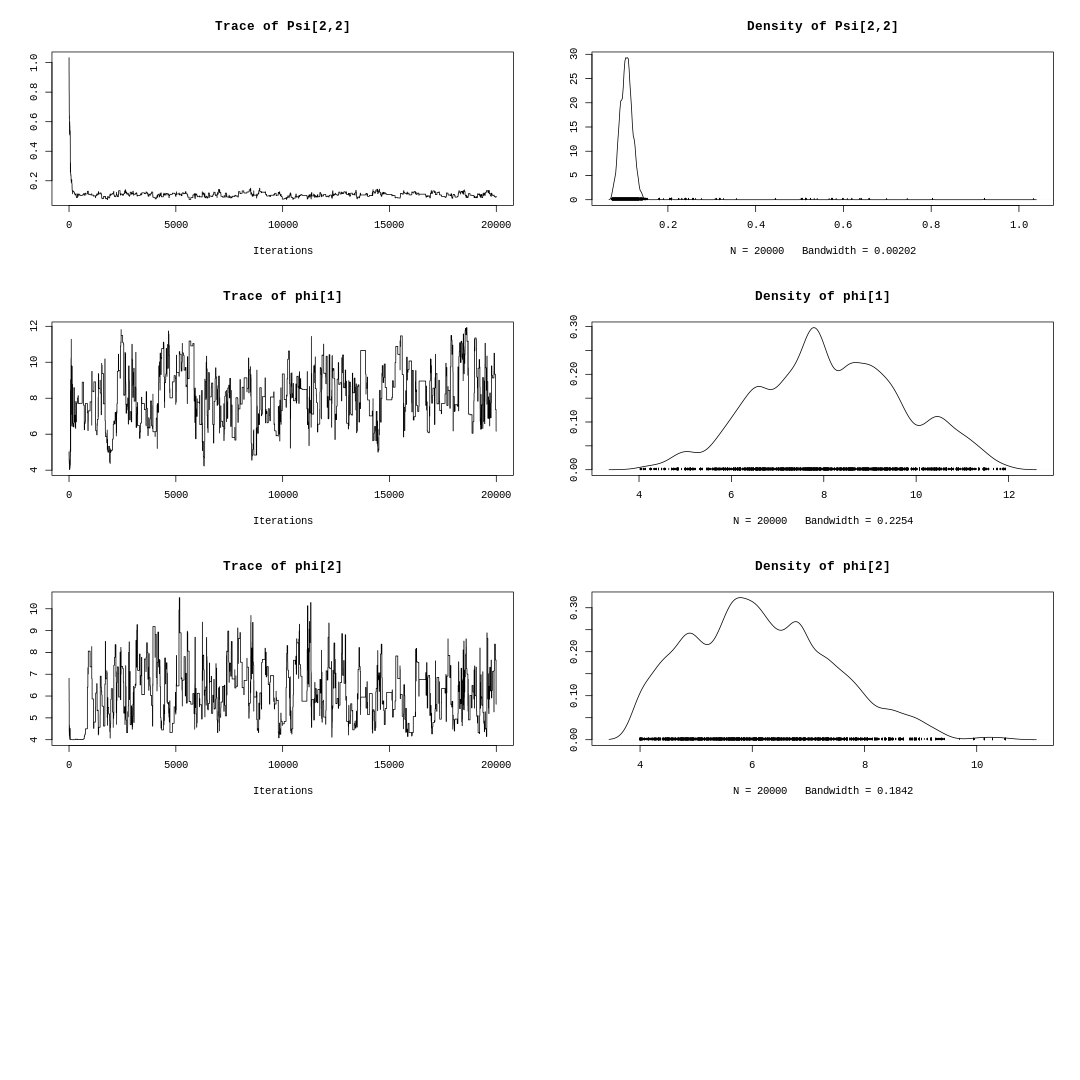 Trace of Psi[2,2]
1.0
0.8
0.6
0.4
0.2
0 5000 10000 15000 20000
Iterations
Density of Psi[2,2]
30
25
20
15
10
5
0
0.2 0.4 0.6 0.8 1.0
N = 20000 Bandwidth = 0.00202
Trace of phi[1]
12
10
8
6
4
0 5000 10000 15000 20000
Iterations
Density of phi[1]
0.30
0.20
0.10
0.00
4 6 8 10 12
N = 20000 Bandwidth = 0.2254
Trace of phi[2]
10
9
8
7
6
5
4
0 5000 10000 15000 20000
Iterations
Density of phi[2]
0.30
0.20
0.10
0.00
4 6 8 10
N = 20000 Bandwidth = 0.1842